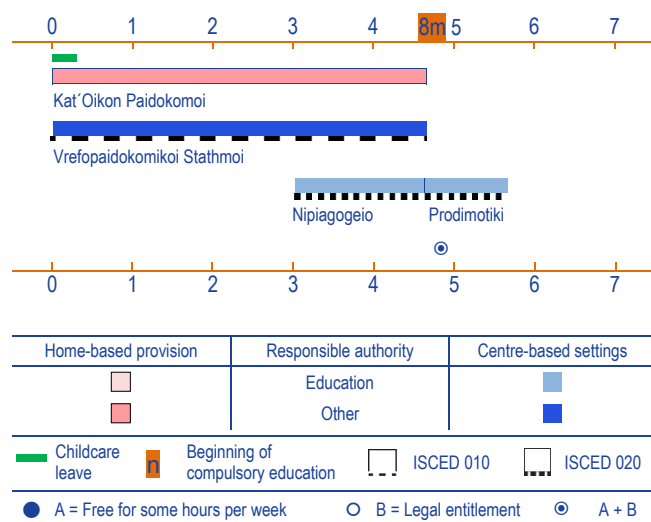 0 1 2 3 4 8m 5 6 7
Kat´Oikon Paidokomoi
Vrefopaidokomikoi Stathmoi
Nipiagogeio Prodimotiki
0 1 2 3 4 5 6 7
Home-based provision Responsible authority Centre-based settings
Education
Other
Childcare leave n Beginning of compulsory education ISCED 010 ISCED 020
A = Free for some hours per week B = Legal entitlement A + B